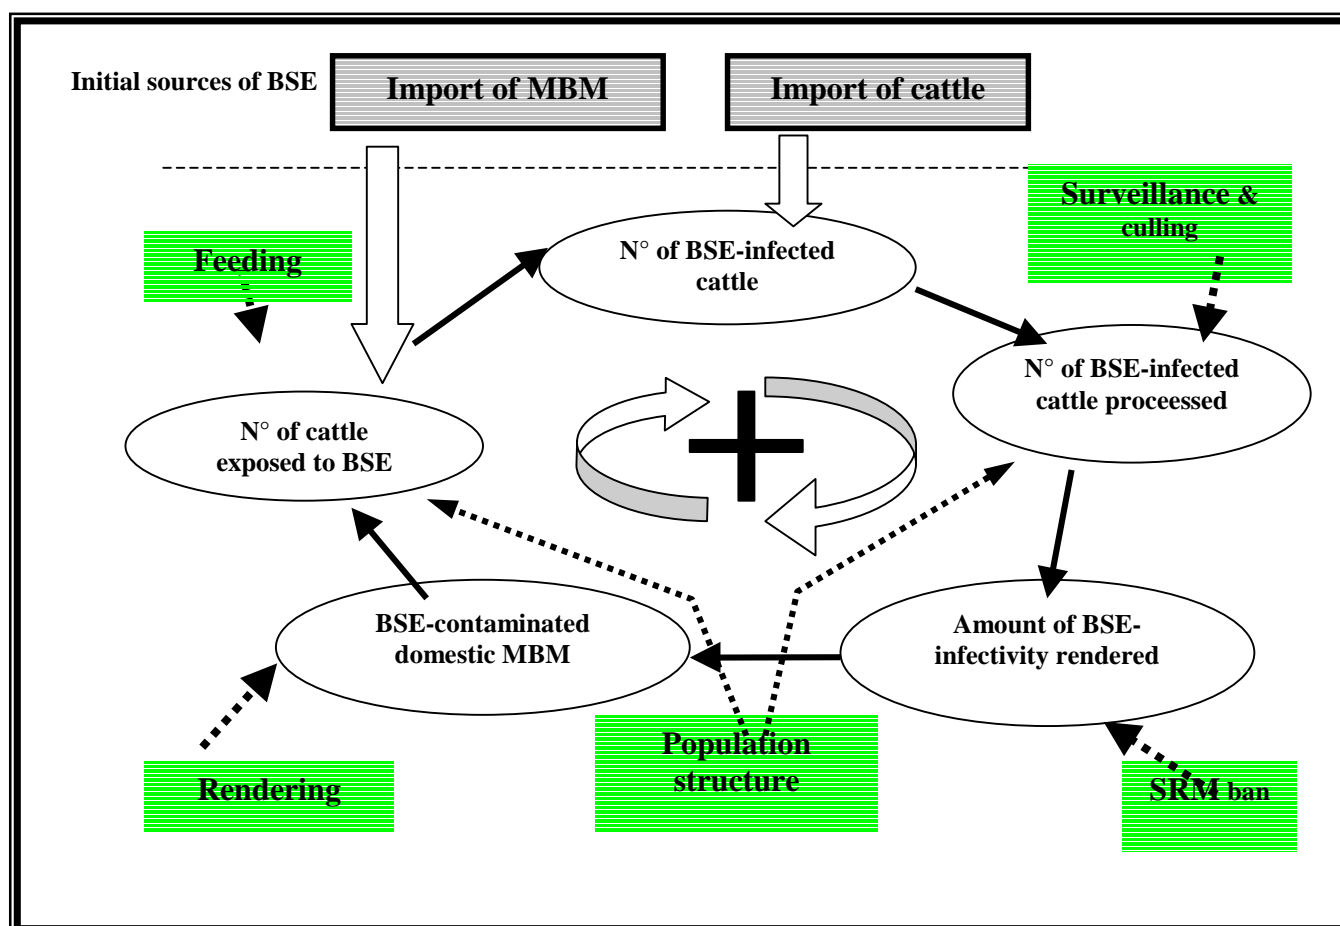 Initial sources of BSE
Import of MBM
Import of cattle
Surveillance &
culling
Feeding
N° of BSE-infected
cattle
N° of BSE-infected
cattle proceessed
N° of cattle
exposed to BSE
BSE-contaminated
domestic MBM
Amount of BSE-
infectivity rendered
Rendering
Population
structure
SRM ban